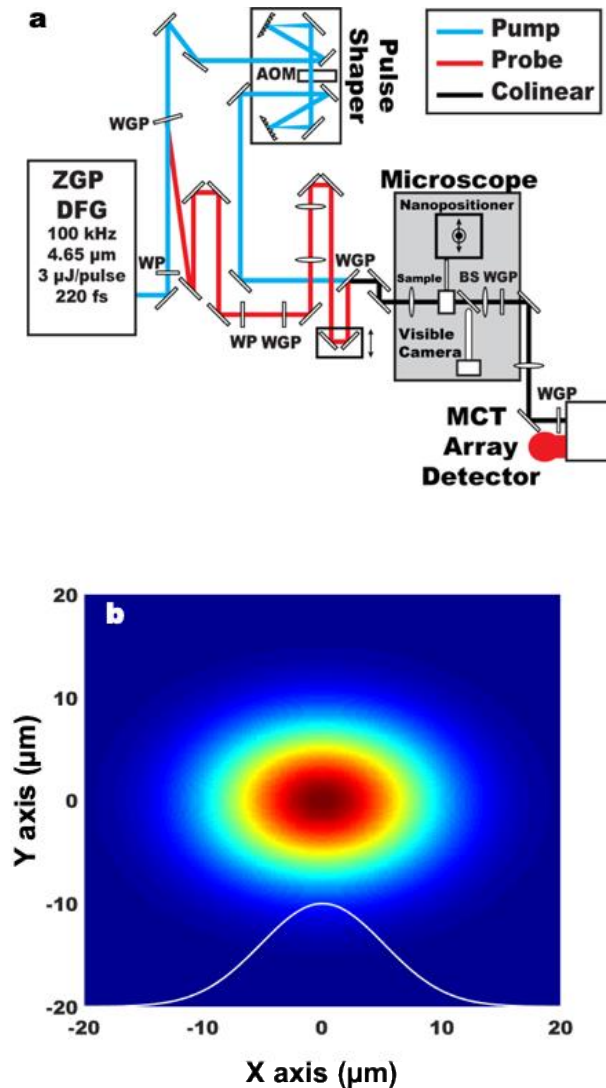 a
Pulse
Shaper
AOM
Pump
Probe
Colinear
WGP
ZGP
DFG
100 kHz
4.65 µm
3 µJ/pulse
220 fs
WP
WP WGP
WGP
Microscope
Nanopositioner
Sample
BS WGP
Visible
Camera
WGP
MCT
Array
Detector
b
20
10
0
-10
-20
Y axis (µm)
-20 -10 0 10 20
X axis (µm)